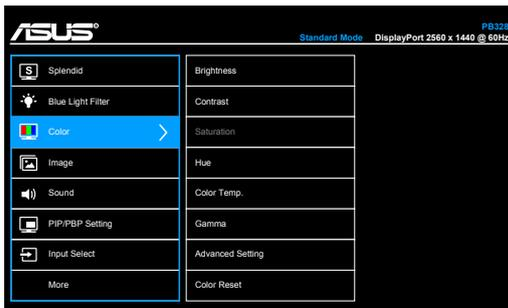 ASUS
PB328
Standard Mode DisplayPort 2560 x 1440 @ 60Hz
S Splendid
Blue Light Filter
Color
Image
Sound
PIP/PBP Setting
Input Select
More
Brightness
Contrast
Saturation
Hue
Color Temp.
Gamma
Advanced Setting
Color Reset